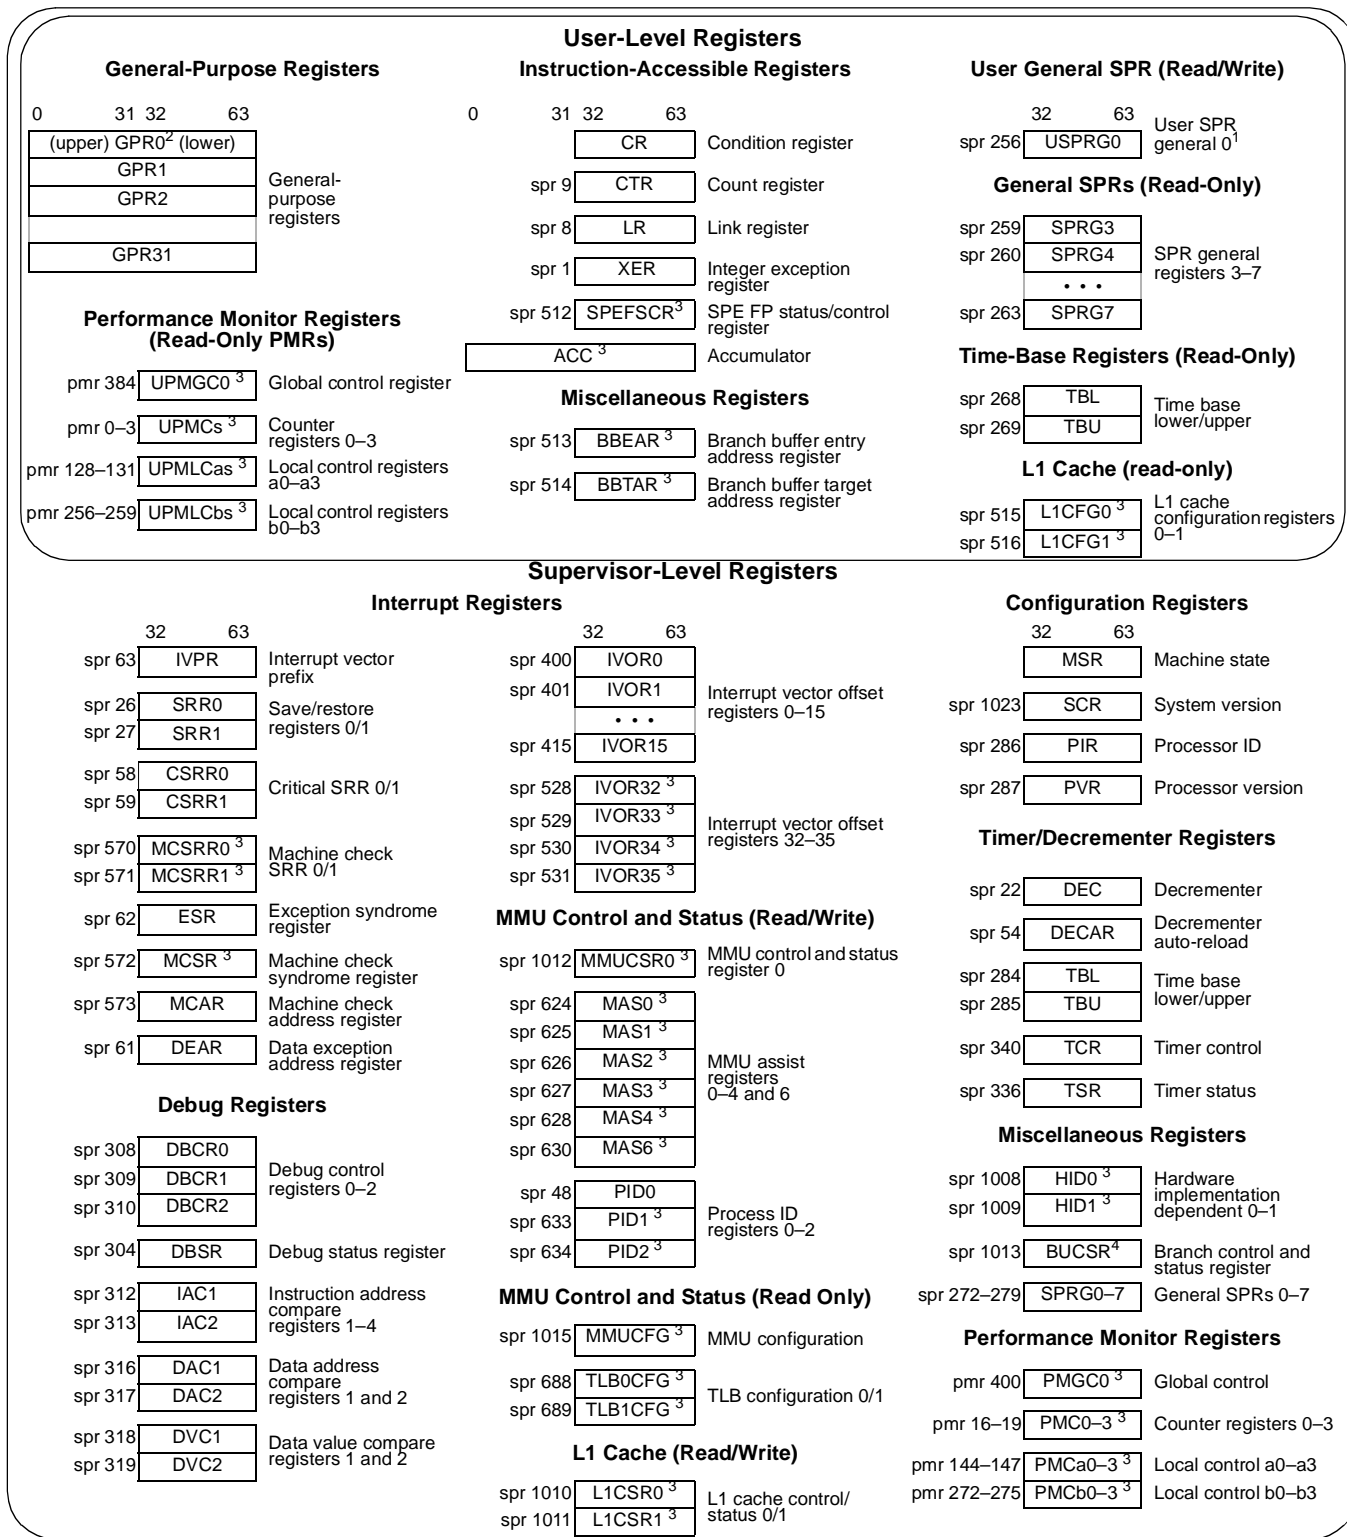 User-Level Registers
General-Purpose Registers
0 31 32 63
(upper) GPR0² (lower)
GPR1
GPR2
GPR31
General-
purpose
registers
Performance Monitor Registers
(Read-Only PMRs)
pmr 384 UPMGC0 ³ Global control register
pmr 0–3 UPMCs ³ Counter
registers 0–3
pmr 128–131 UPMLCas ³ Local control registers
a0–a3
pmr 256–259 UPMLCbs ³ Local control registers
b0–b3
Instruction-Accessible Registers
0 31 32 63
CR Condition register
spr 9 CTR Count register
spr 8 LR Link register
spr 1 XER Integer exception
register
spr 512 SPEFSCR³ SPE FP status/control
register
ACC ³ Accumulator
Miscellaneous Registers
spr 513 BBEAR ³ Branch buffer entry
address register
spr 514 BBTAR ³ Branch buffer target
address register
User General SPR (Read/Write)
32 63
spr 256 USPRG0 User SPR
general 0¹
General SPRs (Read-Only)
spr 259 SPRG3
spr 260 SPRG4 SPR general
registers 3–7
• • •
spr 263 SPRG7
Time-Base Registers (Read-Only)
spr 268 TBL Time base
spr 269 TBU lower/upper
L1 Cache (read-only)
spr 515 L1CFG0 ³ L1 cache
configuration registers
spr 516 L1CFG1 ³ 0–1
Supervisor-Level Registers
Interrupt Registers
32 63
spr 63 IVPR Interrupt vector
prefix
spr 26 SRR0 Save/restore
spr 27 SRR1 registers 0/1
spr 58 CSRR0 Critical SRR 0/1
spr 59 CSRR1
spr 570 MCSRR0 ³ Machine check
spr 571 MCSRR1 ³ SRR 0/1
spr 62 ESR Exception syndrome
register
spr 572 MCSR ³ Machine check
syndrome register
spr 573 MCAR Machine check
address register
spr 61 DEAR Data exception
address register
Debug Registers
spr 308 DBCR0
spr 309 DBCR1 Debug control
registers 0–2
spr 310 DBCR2
spr 304 DBSR Debug status register
spr 312 IAC1 Instruction address
compare
spr 313 IAC2 registers 1–4
spr 316 DAC1 Data address
compare
spr 317 DAC2 registers 1 and 2
spr 318 DVC1 Data value compare
spr 319 DVC2 registers 1 and 2
32 63
spr 400 IVOR0
spr 401 IVOR1 Interrupt vector offset
registers 0–15
• • •
spr 415 IVOR15
spr 528 IVOR32 ³
spr 529 IVOR33 ³ Interrupt vector offset
spr 530 IVOR34 ³ registers 32–35
spr 531 IVOR35 ³
MMU Control and Status (Read/Write)
spr 1012 MMUCSR0 ³ MMU control and status
register 0
spr 624 MAS0 ³
spr 625 MAS1 ³
spr 626 MAS2 ³ MMU assist
registers
spr 627 MAS3 ³ 0–4 and 6
spr 628 MAS4 ³
spr 630 MAS6 ³
spr 48 PID0
spr 633 PID1 ³ Process ID
registers 0–2
spr 634 PID2 ³
MMU Control and Status (Read Only)
spr 1015 MMUCFG ³ MMU configuration
spr 688 TLB0CFG ³ TLB configuration 0/1
spr 689 TLB1CFG ³
L1 Cache (Read/Write)
spr 1010 L1CSR0 ³ L1 cache control/
spr 1011 L1CSR1 ³ status 0/1
Configuration Registers
32 63
MSR Machine state
spr 1023 SCR System version
spr 286 PIR Processor ID
spr 287 PVR Processor version
Timer/Decrementer Registers
spr 22 DEC Decrementer
spr 54 DECAR Decrementer
auto-reload
spr 284 TBL Time base
spr 285 TBU lower/upper
spr 340 TCR Timer control
spr 336 TSR Timer status
Miscellaneous Registers
spr 1008 HID0 ³ Hardware
implementation
spr 1009 HID1 ³ dependent 0–1
spr 1013 BUCSR⁴ Branch control and
status register
spr 272–279 SPRG0–7 General SPRs 0–7
Performance Monitor Registers
pmr 400 PMGC0 ³ Global control
pmr 16–19 PMC0–3 ³ Counter registers 0–3
pmr 144–147 PMCa0–3 ³ Local control a0–a3
pmr 272–275 PMCb0–3 ³ Local control b0–b3